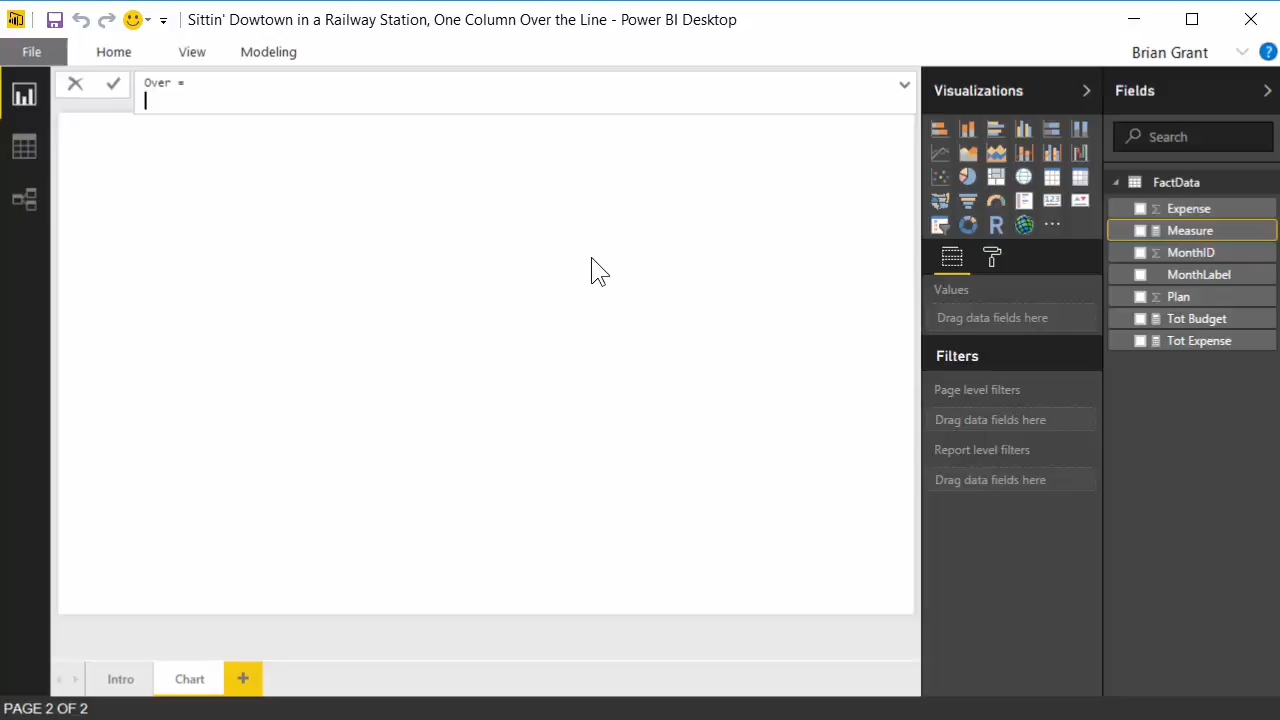 Sittin' Dowtown in a Railway Station, One Column Over the Line - Power BI Desktop
File
Home
View
Modeling
Brian Grant
?
Over =
Visualizations
Fields
Search
FactData
Expense
Measure
MonthID
MonthLabel
Plan
Tot Budget
Tot Expense
123
R
Values
Drag data fields here
Filters
Page level filters
Drag data fields here
Report level filters
Drag data fields here
Intro
Chart
+
PAGE 2 OF 2